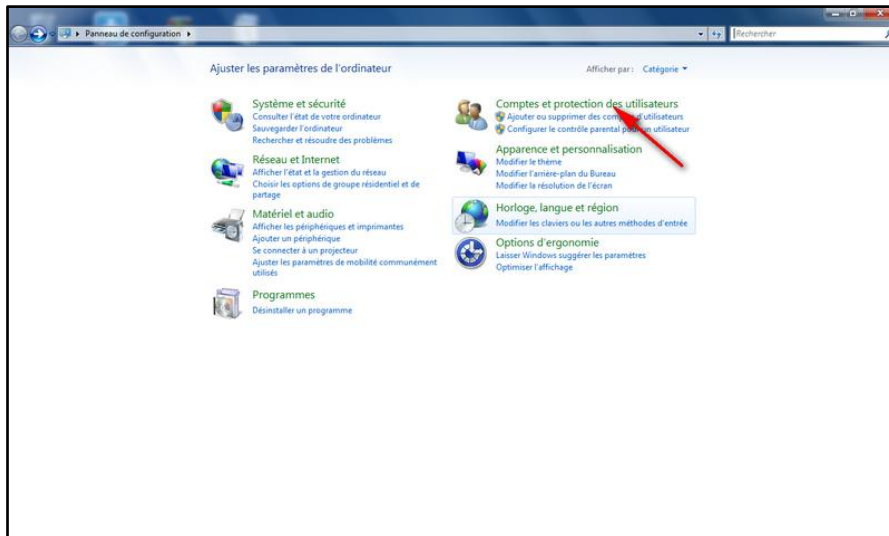 Panneau de configuration
Rechercher
Ajuster les paramètres de l'ordinateur
Afficher par : Catégorie
Système et sécurité
Consulter l'état de votre ordinateur
Sauvegarder l'ordinateur
Rechercher et résoudre des problèmes
Réseau et Internet
Afficher l'état et la gestion du réseau
Choisir les options de groupe résidentiel et de
partage
Matériel et audio
Afficher les périphériques et imprimantes
Ajouter un périphérique
Se connecter à un projecteur
Ajuster les paramètres de mobilité communément
utilisés
Programmes
Désinstaller un programme
Comptes et protection des utilisateurs
Ajouter ou supprimer des comptes d'utilisateurs
Configurer le contrôle parental pour un utilisateur
Apparence et personnalisation
Modifier le thème
Modifier l'arrière-plan du Bureau
Modifier la résolution de l'écran
Horloge, langue et région
Modifier les claviers ou les autres méthodes d'entrée
Options d'ergonomie
Laisser Windows suggérer les paramètres
Optimiser l'affichage